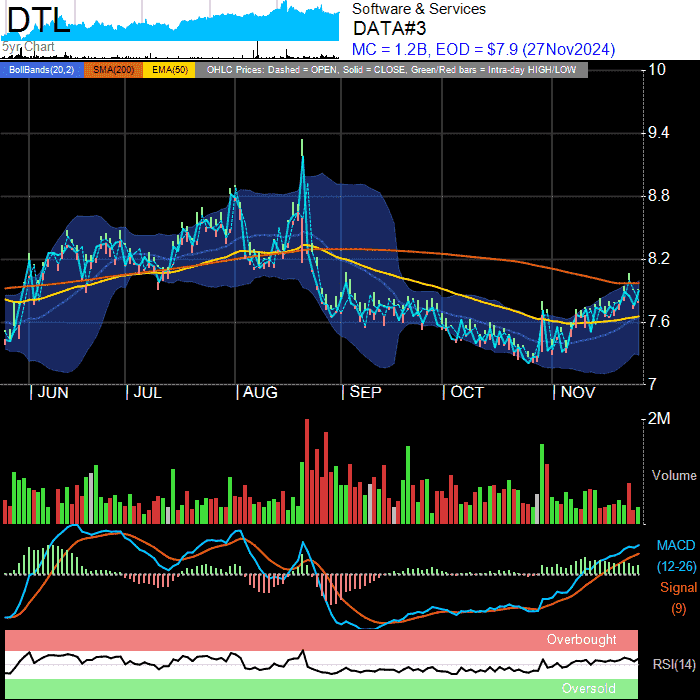 DTL
5yr Chart
Software & Services
DATA#3
MC = 1.2B, EOD = $7.9 (27Nov2024)
BollBands(20,2) SMA(200) EMA(50) OHLC Prices: Dashed = OPEN, Solid = CLOSE, Green/Red bars = Intra-day HIGH/LOW
10
9.4
8.8
8.2
7.6
7
JUN JUL AUG SEP OCT NOV
2M
Volume
MACD
(12-26)
Signal
(9)
Overbought
RSI(14)
Oversold